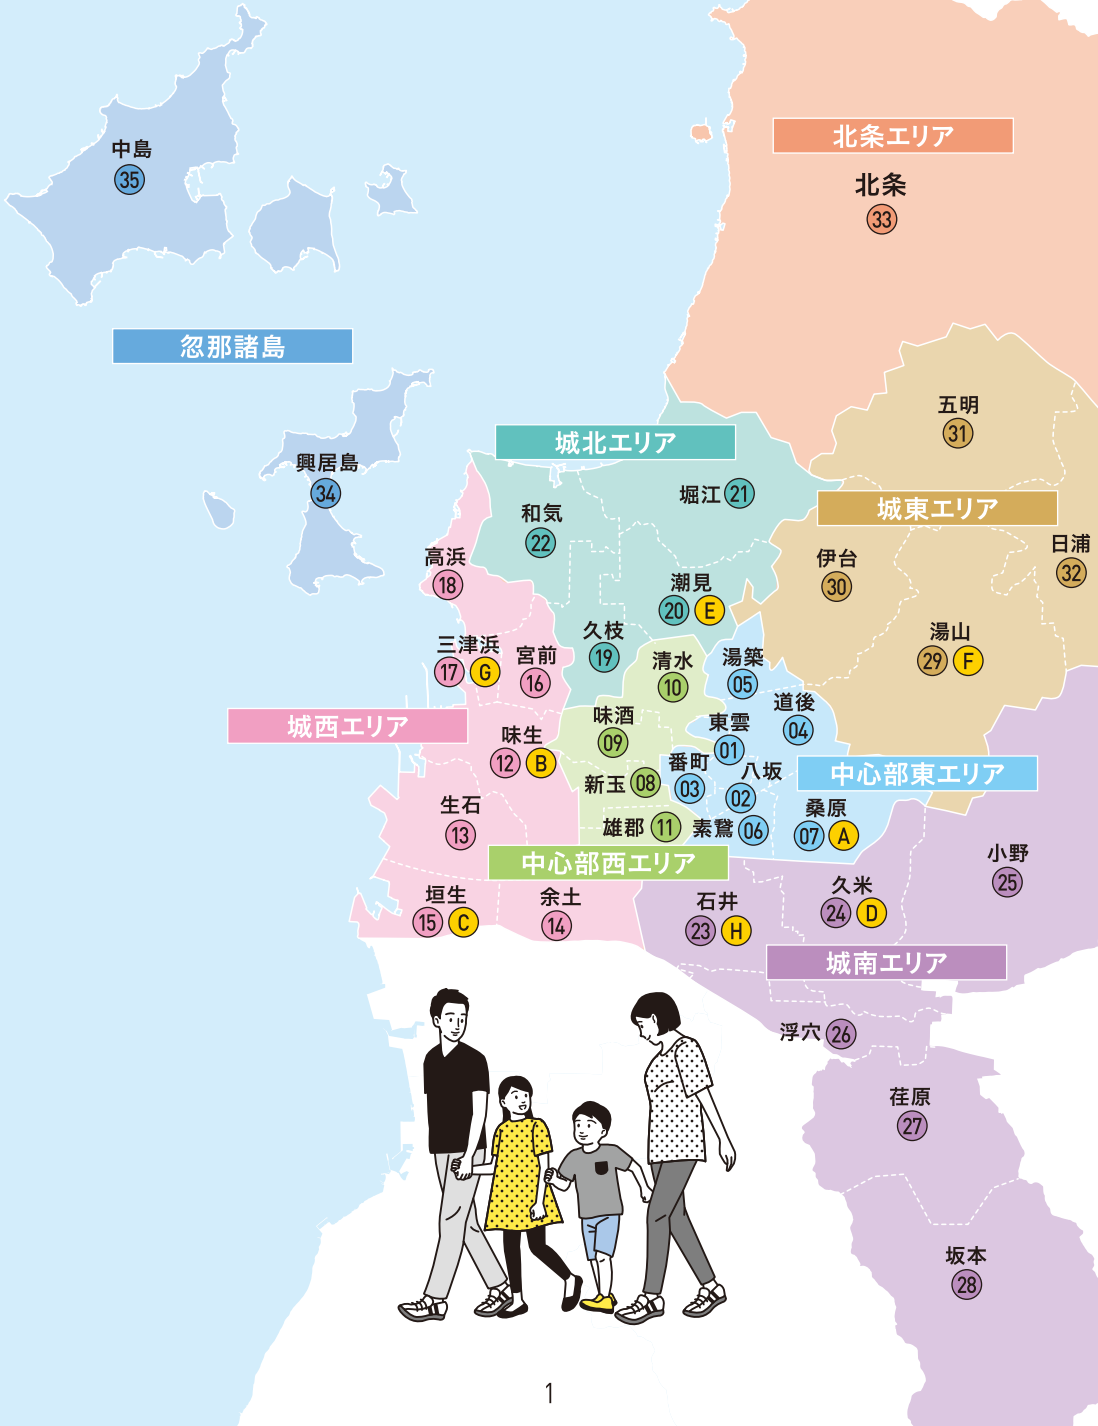 中島
35
北条エリア
北条
33
忽那諸島
興居島
34
五明
31
城北エリア
堀江 21
城東エリア
和気
22
高浜
18
伊台
30
日浦
32
潮見
20 E
久枝
19
湯山
29 F
三津浜
17 G
宮前
16
清水
10
湯築
05
道後
04
城西エリア
味酒
09
東雲
01
味生
12 B
番町
03
八坂
02
中心部東エリア
新玉 08
生石
13
雄郡 11
素鵞 06
桑原
07 A
中心部西エリア
小野
25
垣生
15 C
余土
14
石井
23 H
久米
24 D
城南エリア
浮穴 26
荏原
27
坂本
28
1